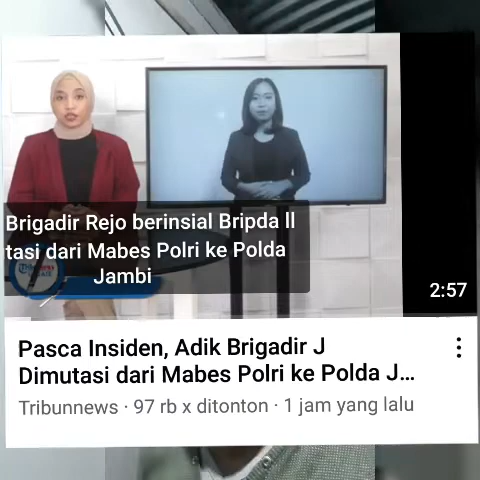 Brigadir Rejo berinsial Bripda ll
tasi dari Mabes Polri ke Polda
Jambi
2:57
Pasca Insiden, Adik Brigadir J
Dimutasi dari Mabes Polri ke Polda J...
Tribunnews · 97 rb x ditonton · 1 jam yang lalu